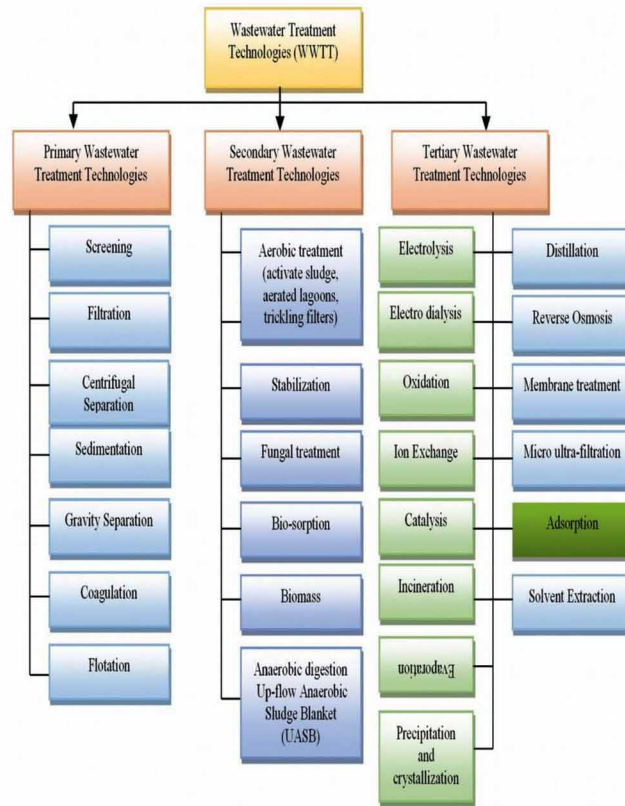 Wastewater Treatment
Technologies (WWTT)
Primary Wastewater
Treatment Technologies
Screening
Filtration
Centrifugal
Separation
Sedimentation
Gravity Separation
Coagulation
Flotation
Secondary Wastewater
Treatment Technologies
Aerobic treatment
(activate sludge,
aerated lagoons,
trickling filters)
Stabilization
Fungal treatment
Bio-sorption
Biomass
Anaerobic digestion
Up-flow Anaerobic
Sludge Blanket
(UASB)
Tertiary Wastewater
Treatment Technologies
Electrolysis
Electro dialysis
Oxidation
Ion Exchange
Catalysis
Incineration
Evaporation
Precipitation
and
crystallization
Distillation
Reverse Osmosis
Membrane treatment
Micro ultra-filtration
Adsorption
Solvent Extraction